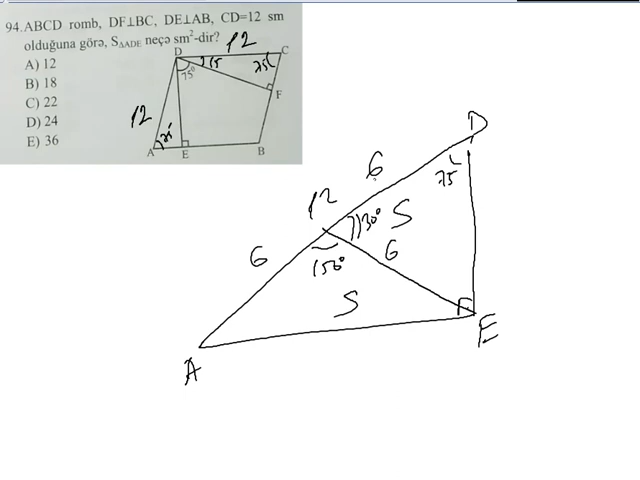 94. ABCD romb, DF⊥BC, DE⊥AB, CD=12 sm
olduğuna görə, S△ADE neçə sm²-dir?
A) 12
B) 18
C) 22
D) 24
E) 36
12
D
C
75°
15
75
F
12
A
E
B
D
6
75
12
30°
S
6
6
150°
S
E
A